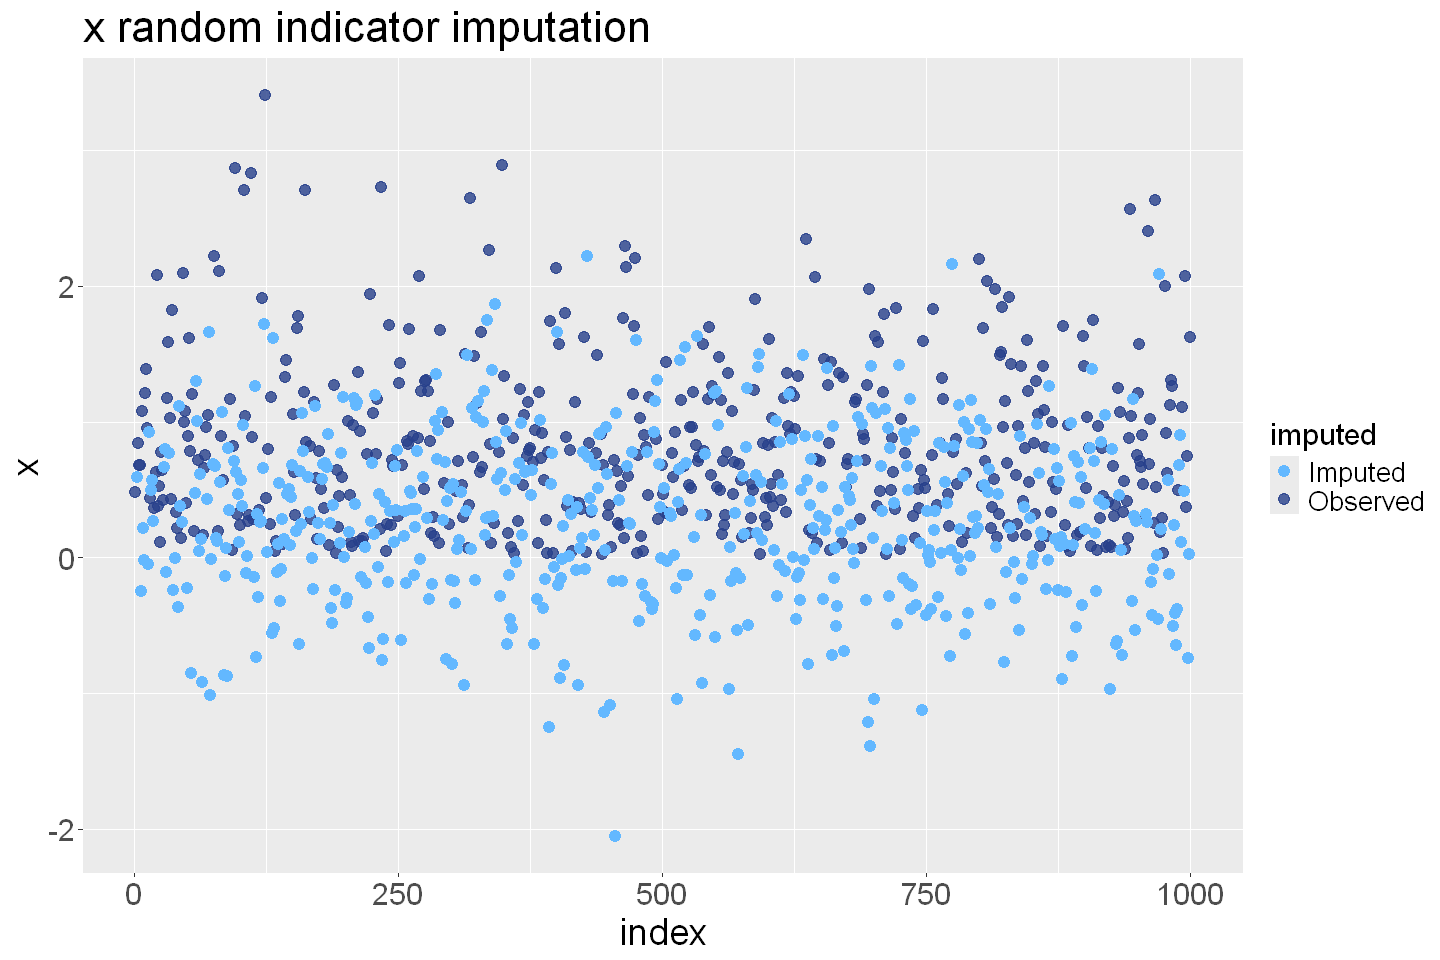 x random indicator imputation
x
2
0
-2
0 250 500 750 1000
index
imputed
Imputed
Observed